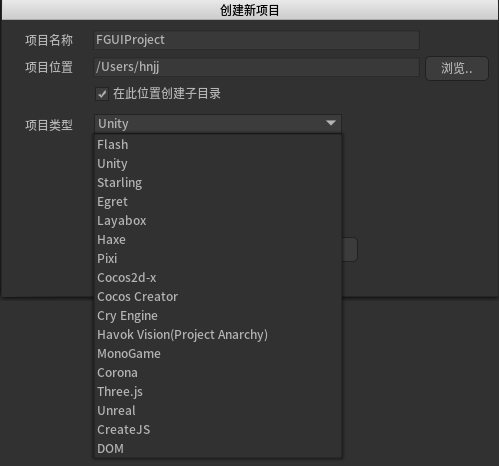 创建新项目
项目名称 FGUIProject
项目位置 /Users/hnjj 浏览..
在此位置创建子目录
项目类型 Unity
Flash
Unity
Starling
Egret
Layabox
Haxe
Pixi
Cocos2d-x
Cocos Creator
Cry Engine
Havok Vision(Project Anarchy)
MonoGame
Corona
Three.js
Unreal
CreateJS
DOM